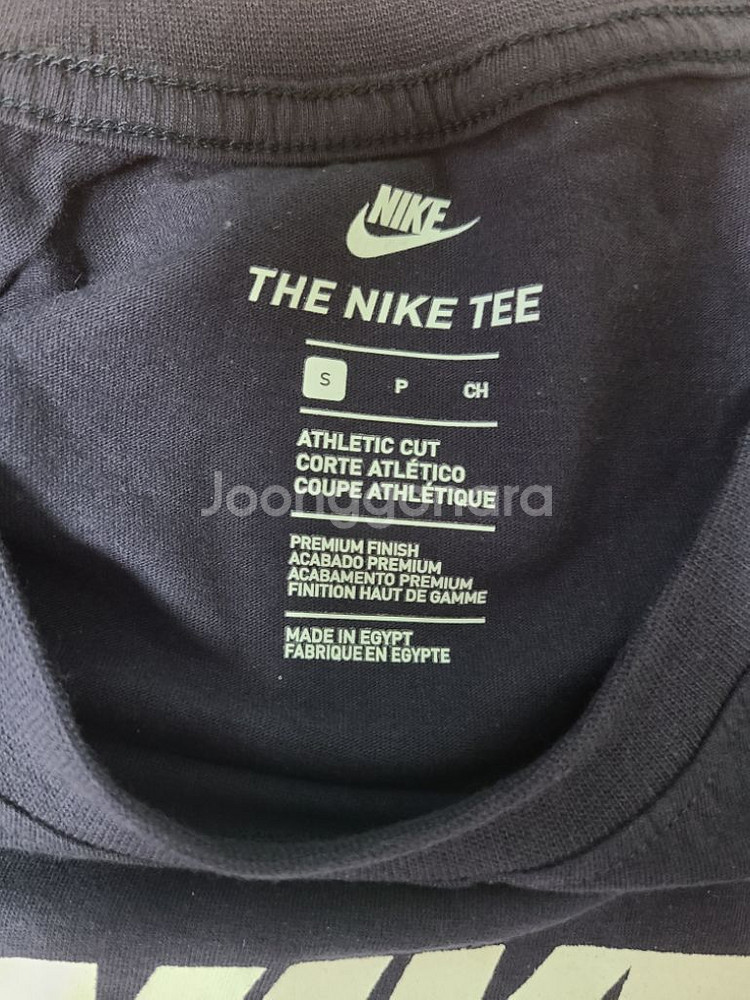 NIKE
THE NIKE TEE
S P CH
ATHLETIC CUT
CORTE ATLÉTICO
COUPE ATHLÉTIQUE
Joonggonara
PREMIUM FINISH
ACABADO PREMIUM
ACABAMENTO PREMIUM
FINITION HAUT DE GAMME
MADE IN EGYPT
FABRIQUE EN EGYPTE